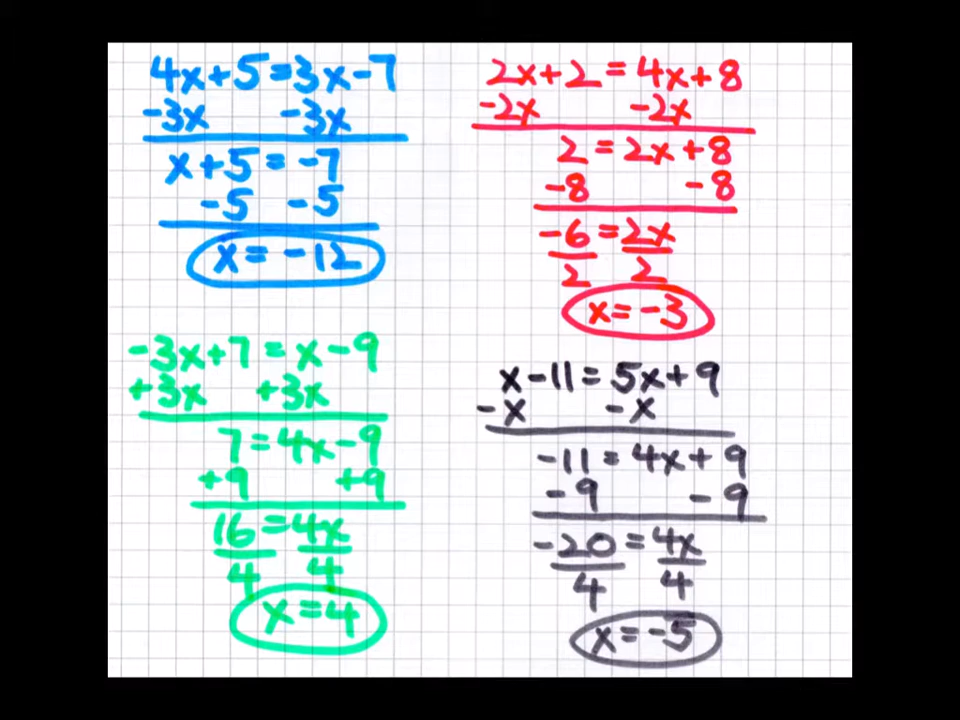 4x+5=3x-7
-3x -3x
x+5=-7
-5 -5
x=-12
2x+2=4x+8
-2x -2x
2=2x+8
-8 -8
-6=2x
2 2
x=-3
-3x+7=x-9
+3x +3x
7=4x-9
+9 +9
16=4x
4 4
x=4
x-11=5x+9
-x -x
-11=4x+9
-9 -9
-20=4x
4 4
x=-5